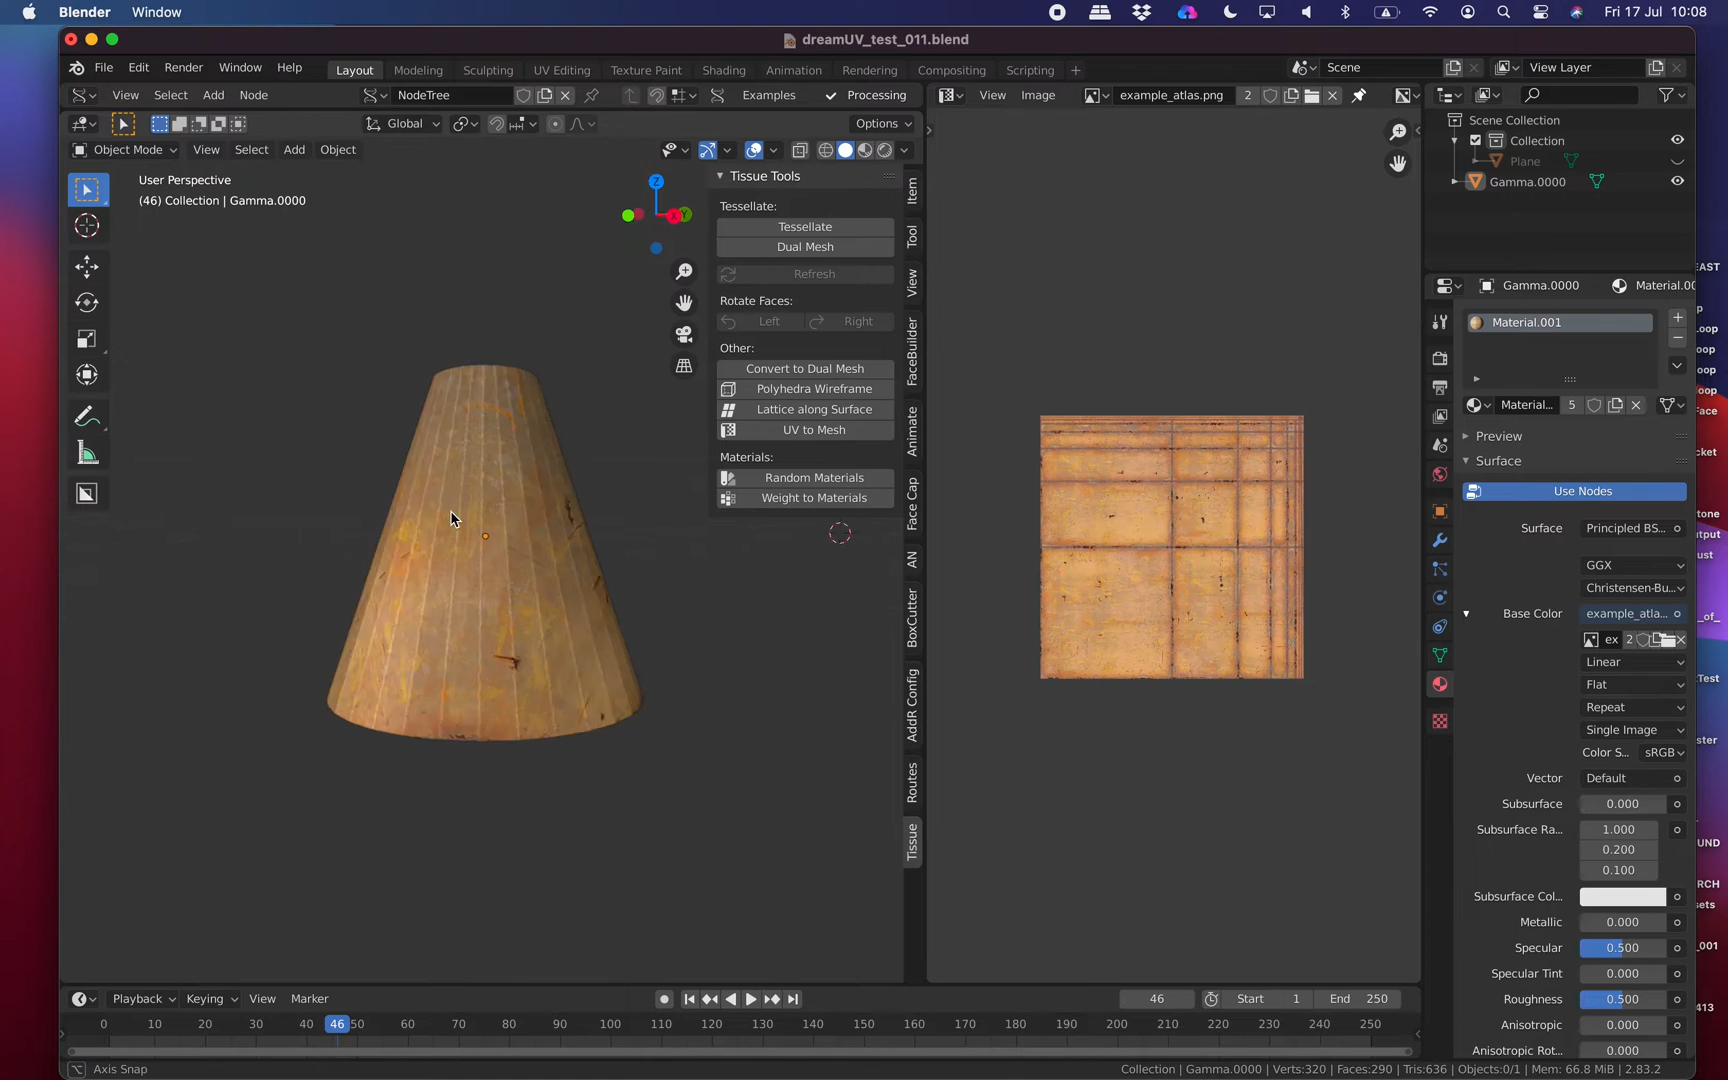 Blender Window Fri 17 Jul 10:08
dreamUV_test_011.blend
File Edit Render Window Help Layout Modeling Sculpting UV Editing Texture Paint Shading Animation Rendering Compositing Scripting + Scene View Layer
View Select Add Node NodeTree Examples Processing View Image example_atlas.png 2
Global Options Scene Collection
Object Mode View Select Add Object Collection
Plane
Gamma.0000
User Perspective
(46) Collection | Gamma.0000
Z
X
Y
Tissue Tools
Tessellate:
Tessellate
Dual Mesh
Refresh
Rotate Faces:
Left Right
Other:
Convert to Dual Mesh
Polyhedra Wireframe
Lattice along Surface
UV to Mesh
Materials:
Random Materials
Weight to Materials
Item
Tool
View
FaceBuilder
Animate
Face Cap
AN
BoxCutter
AddR Config
Routes
Tissue
Gamma.0000 Material.00
Material.001
Material... 5
Preview
Surface
Use Nodes
Surface Principled BS...
GGX
Christensen-Bu...
Base Color example_atla...
ex 2
Linear
Flat
Repeat
Single Image
Color S... sRGB
Vector Default
Subsurface 0.000
Subsurface Ra... 1.000
0.200
0.100
Subsurface Col...
Metallic 0.000
Specular 0.500
Specular Tint 0.000
Roughness 0.500
Anisotropic 0.000
Anisotropic Rot... 0.000
Playback Keying View Marker 46 Start 1 End 250
0 10 20 30 40 46 50 60 70 80 90 100 110 120 130 140 150 160 170 180 190 200 210 220 230 240 250
Axis Snap Collection | Gamma.0000 | Verts:320 | Faces:290 | Tris:636 | Objects:0/1 | Mem: 66.8 MiB | 2.83.2